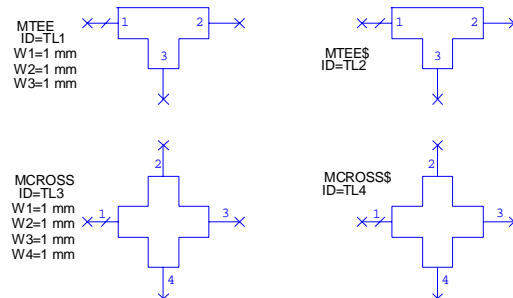 MTEE
ID=TL1
W1=1 mm
W2=1 mm
W3=1 mm
1
2
3
MTEE$
ID=TL2
1
2
3
MCROSS
ID=TL3
W1=1 mm
W2=1 mm
W3=1 mm
W4=1 mm
1
2
3
4
MCROSS$
ID=TL4
1
2
3
4